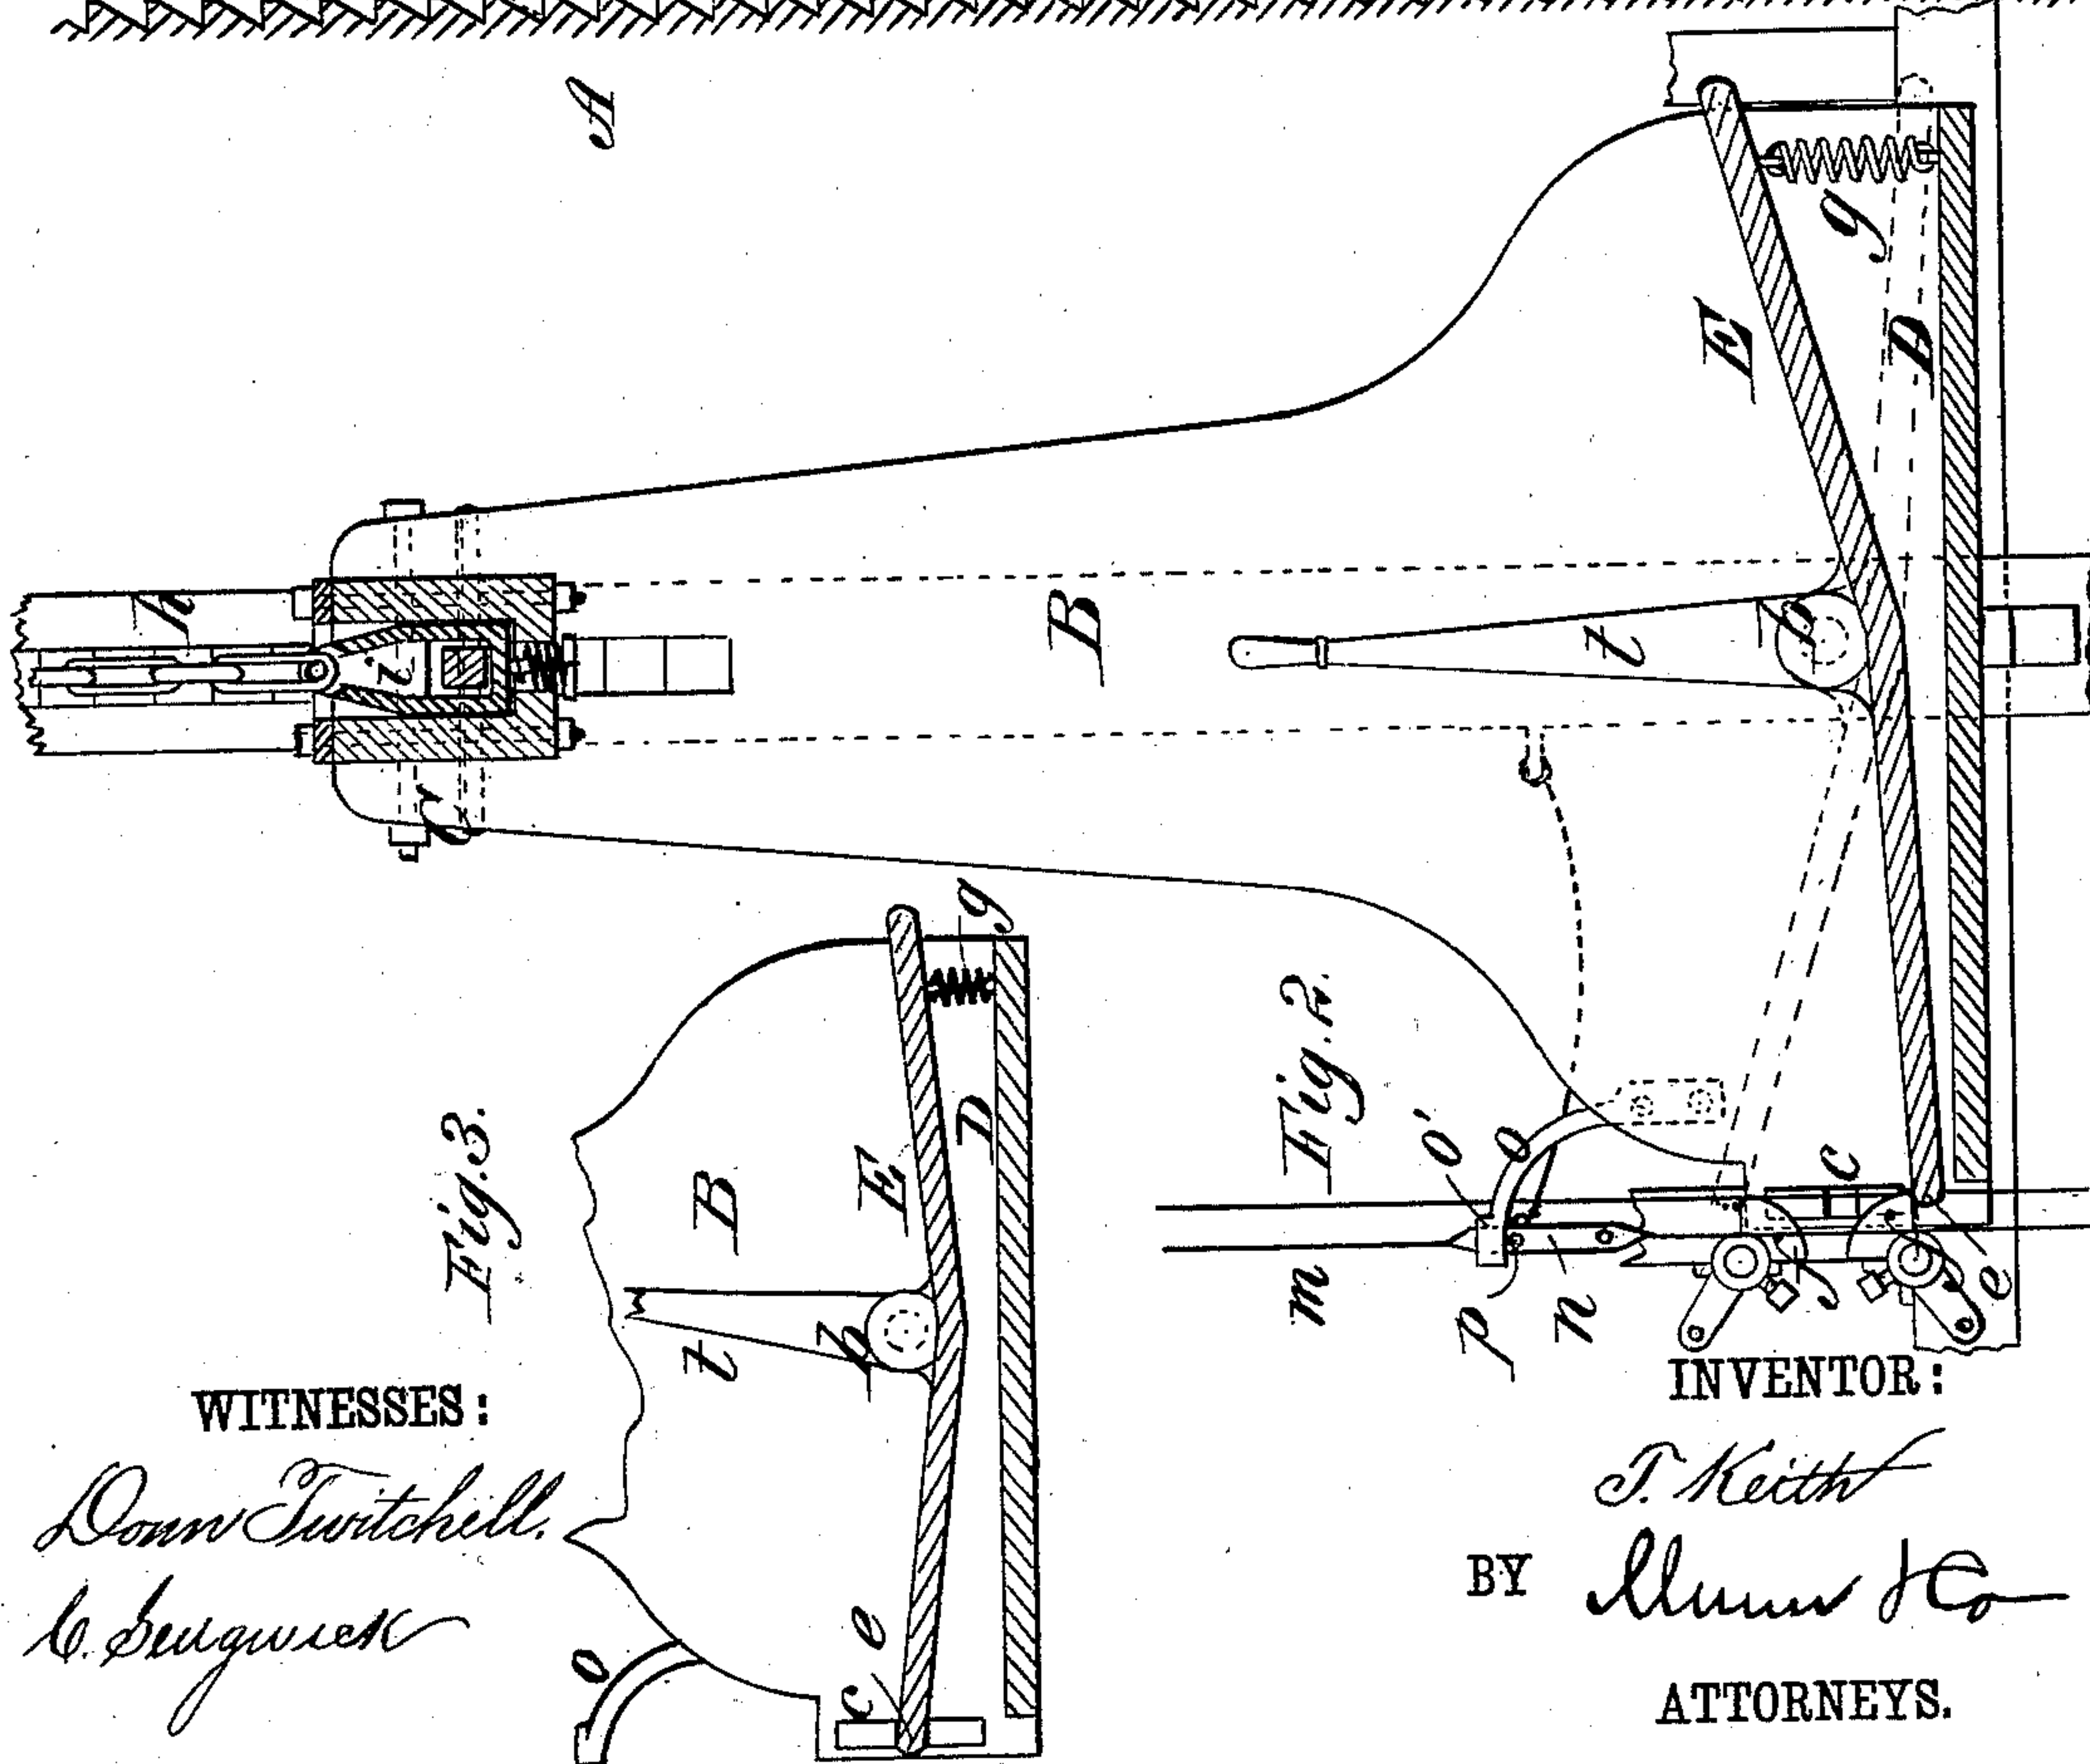 A
h
i
C
B
t
b
E
D
g
Fig. 2.
o'
o
c
m
p
n
f
e
Fig. 3.
g
B
E
D
t
b
e
c
o
WITNESSES:
Donn Twitchell.
C. Sedgwick
INVENTOR:
T. Keith
BY Munn & Co
ATTORNEYS.